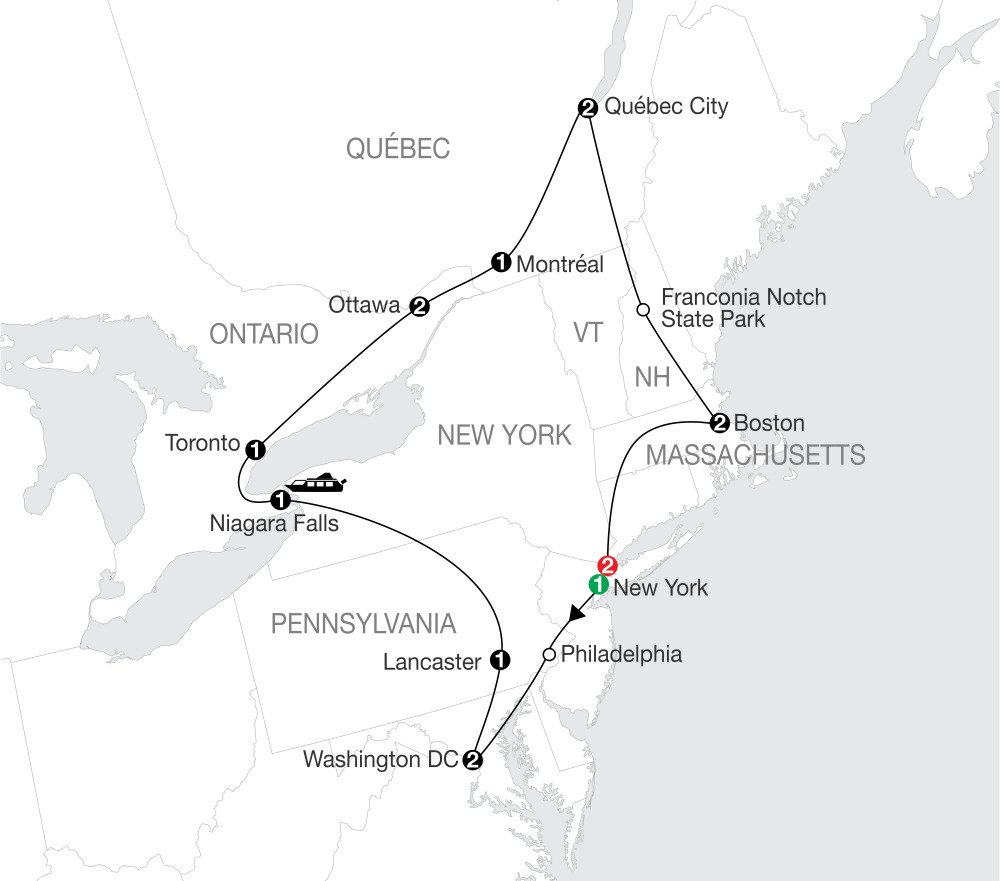 2 Québec City
QUÉBEC
1 Montréal
Ottawa 2
Franconia Notch
State Park
ONTARIO
VT
NH
Toronto 1
NEW YORK
2 Boston
MASSACHUSETTS
1
Niagara Falls
2
1 New York
PENNSYLVANIA
Lancaster 1
Philadelphia
Washington DC 2